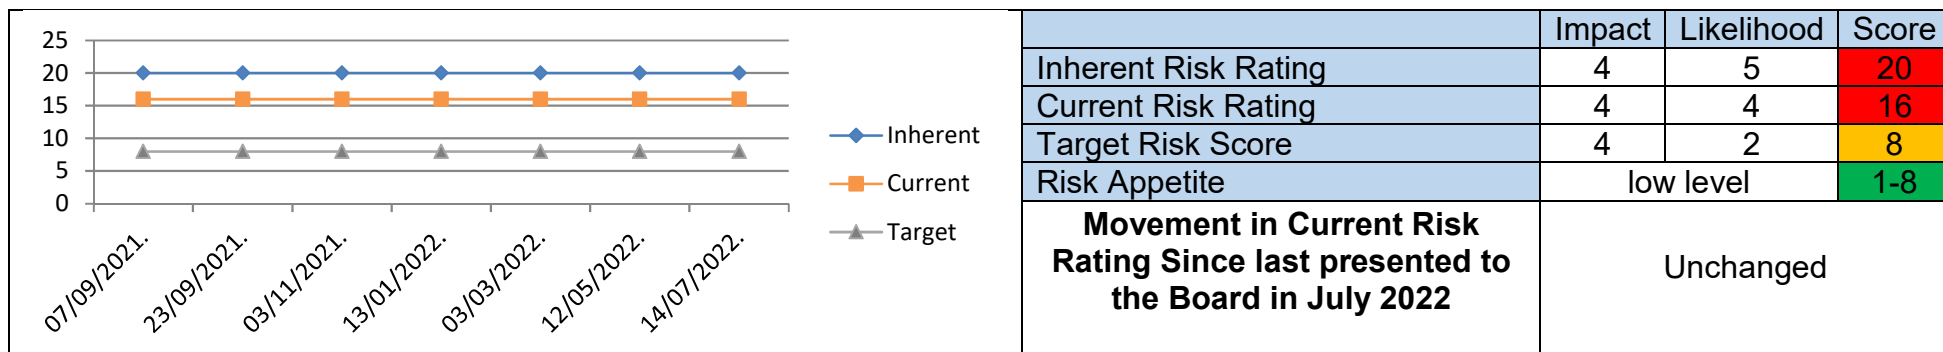 25
20
15
10
5
0
07/09/2021.
23/09/2021.
03/11/2021.
13/01/2022.
03/03/2022.
12/05/2022.
14/07/2022.
Inherent
Current
Target
Impact Likelihood Score
Inherent Risk Rating 4 5 20
Current Risk Rating 4 4 16
Target Risk Score 4 2 8
Risk Appetite low level 1-8
Movement in Current Risk
Rating Since last presented to
the Board in July 2022
Unchanged